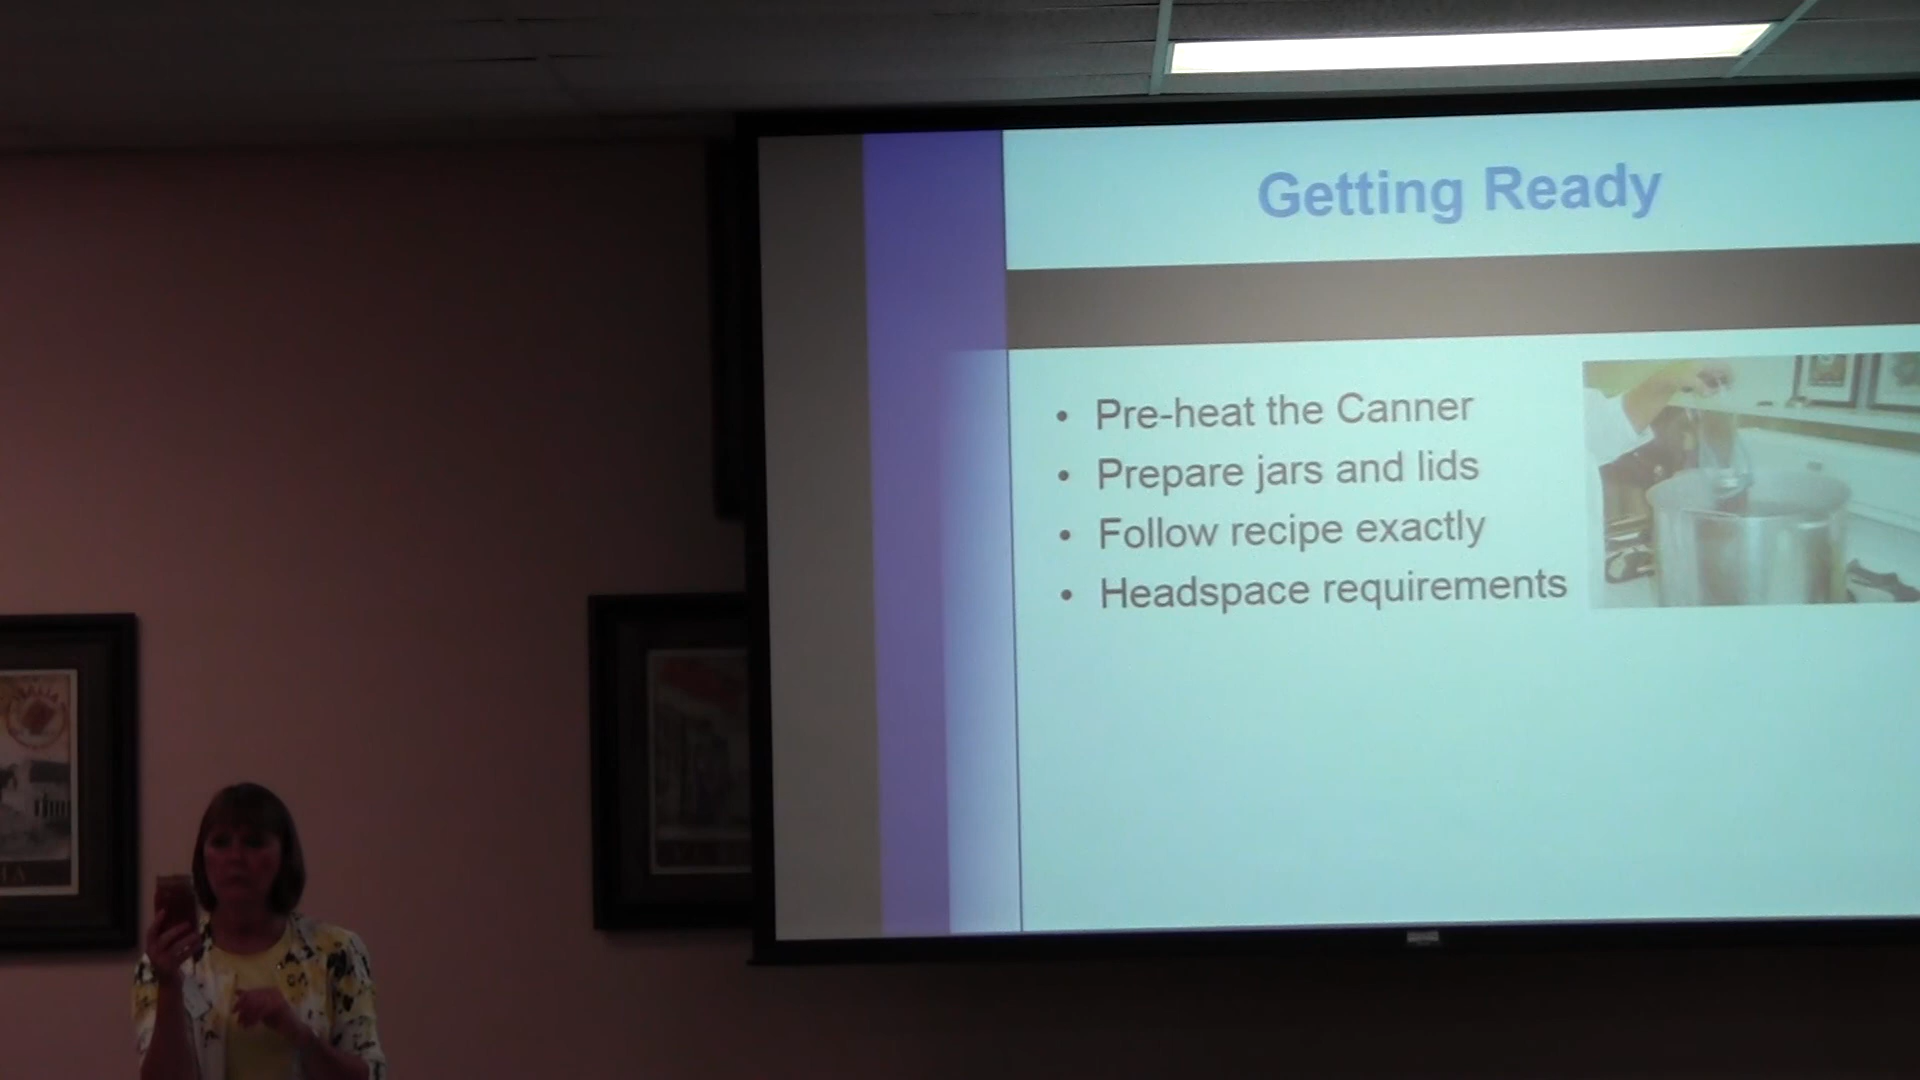 Getting Ready
• Pre-heat the Canner
• Prepare jars and lids
• Follow recipe exactly
• Headspace requirements